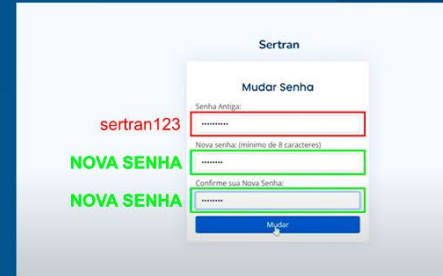 Sertran
Mudar Senha
Senha Antiga:
sertran123 ••••••••••
Nova senha: (mínimo de 8 caracteres)
NOVA SENHA ••••••••
Confirme sua Nova Senha:
NOVA SENHA ••••••••
Mudar